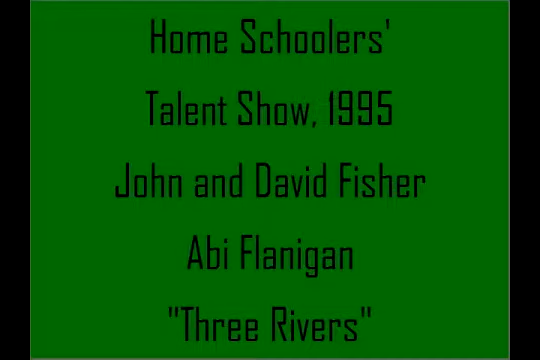 Home Schoolers'
Talent Show, 1995
John and David Fisher
Abi Flanigan
"Three Rivers"